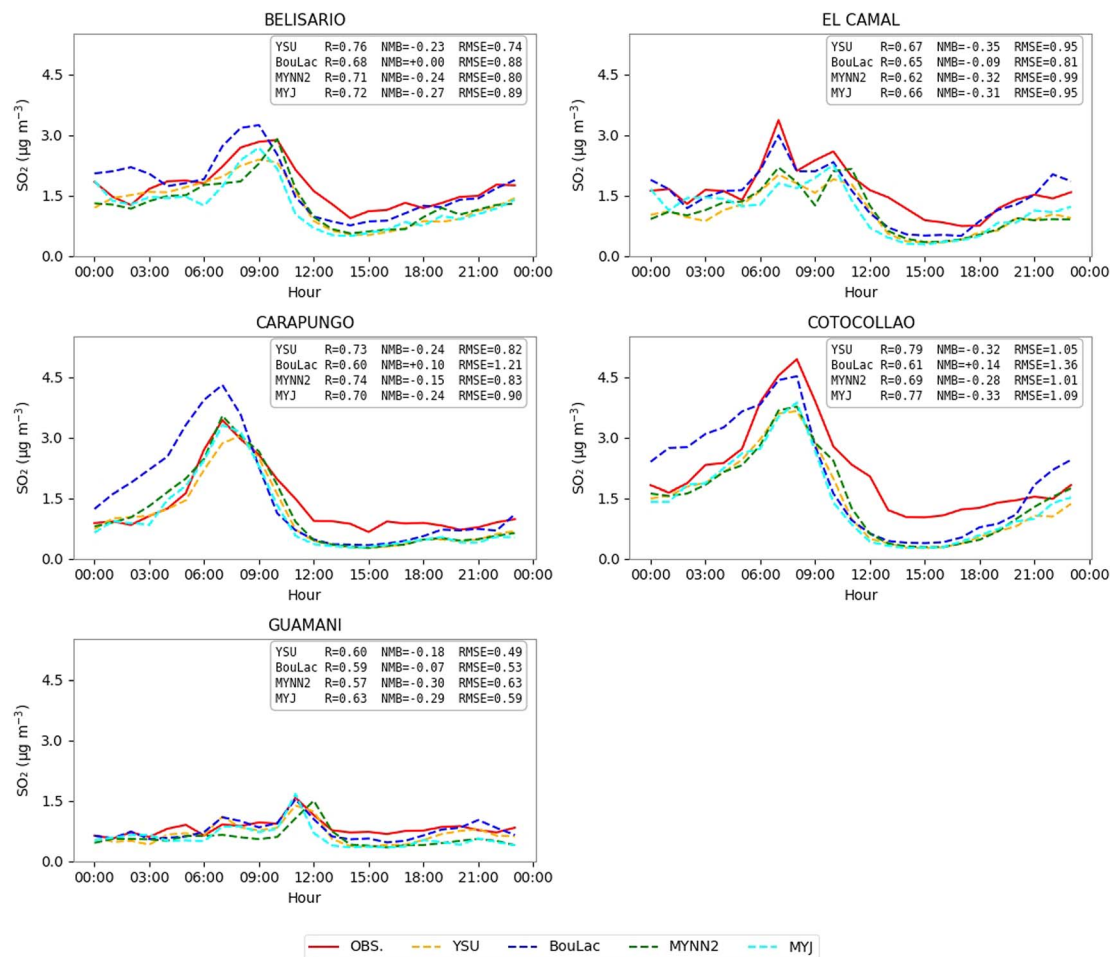 BELISARIO
YSU R=0.76 NMB=-0.23 RMSE=0.74
BouLac R=0.68 NMB=+0.00 RMSE=0.88
MYNN2 R=0.71 NMB=-0.24 RMSE=0.80
MYJ R=0.72 NMB=-0.27 RMSE=0.89
SO₂ (µg m⁻³)
4.5
3.0
1.5
0.0
00:00 03:00 06:00 09:00 12:00 15:00 18:00 21:00 00:00
Hour
EL CAMAL
YSU R=0.67 NMB=-0.35 RMSE=0.95
BouLac R=0.65 NMB=-0.09 RMSE=0.81
MYNN2 R=0.62 NMB=-0.32 RMSE=0.99
MYJ R=0.66 NMB=-0.31 RMSE=0.95
SO₂ (µg m⁻³)
4.5
3.0
1.5
0.0
00:00 03:00 06:00 09:00 12:00 15:00 18:00 21:00 00:00
Hour
CARAPUNGO
YSU R=0.73 NMB=-0.24 RMSE=0.82
BouLac R=0.60 NMB=+0.10 RMSE=1.21
MYNN2 R=0.74 NMB=-0.15 RMSE=0.83
MYJ R=0.70 NMB=-0.24 RMSE=0.90
SO₂ (µg m⁻³)
4.5
3.0
1.5
0.0
00:00 03:00 06:00 09:00 12:00 15:00 18:00 21:00 00:00
Hour
COTOCOLLAO
YSU R=0.79 NMB=-0.32 RMSE=1.05
BouLac R=0.61 NMB=+0.14 RMSE=1.36
MYNN2 R=0.69 NMB=-0.28 RMSE=1.01
MYJ R=0.77 NMB=-0.33 RMSE=1.09
SO₂ (µg m⁻³)
4.5
3.0
1.5
0.0
00:00 03:00 06:00 09:00 12:00 15:00 18:00 21:00 00:00
Hour
GUAMANI
YSU R=0.60 NMB=-0.18 RMSE=0.49
BouLac R=0.59 NMB=-0.07 RMSE=0.53
MYNN2 R=0.57 NMB=-0.30 RMSE=0.63
MYJ R=0.63 NMB=-0.29 RMSE=0.59
SO₂ (µg m⁻³)
4.5
3.0
1.5
0.0
00:00 03:00 06:00 09:00 12:00 15:00 18:00 21:00 00:00
Hour
OBS. YSU BouLac MYNN2 MYJ